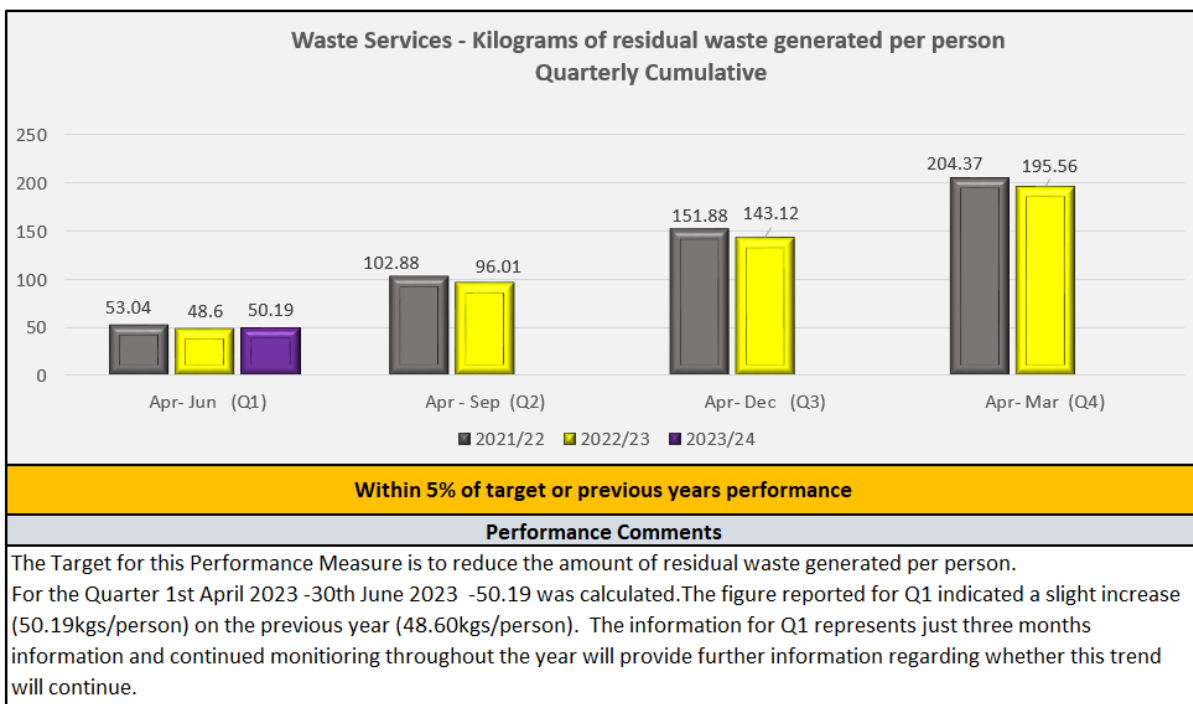 Waste Services - Kilograms of residual waste generated per person
Quarterly Cumulative
250
200
150
100
50
0
53.04
48.6
50.19
102.88
96.01
151.88
143.12
204.37
195.56
Apr- Jun (Q1)
Apr - Sep (Q2)
Apr- Dec (Q3)
Apr- Mar (Q4)
2021/22
2022/23
2023/24
Within 5% of target or previous years performance
Performance Comments
The Target for this Performance Measure is to reduce the amount of residual waste generated per person.
For the Quarter 1st April 2023 -30th June 2023 -50.19 was calculated.The figure reported for Q1 indicated a slight increase
(50.19kgs/person) on the previous year (48.60kgs/person). The information for Q1 represents just three months
information and continued monitioring throughout the year will provide further information regarding whether this trend
will continue.